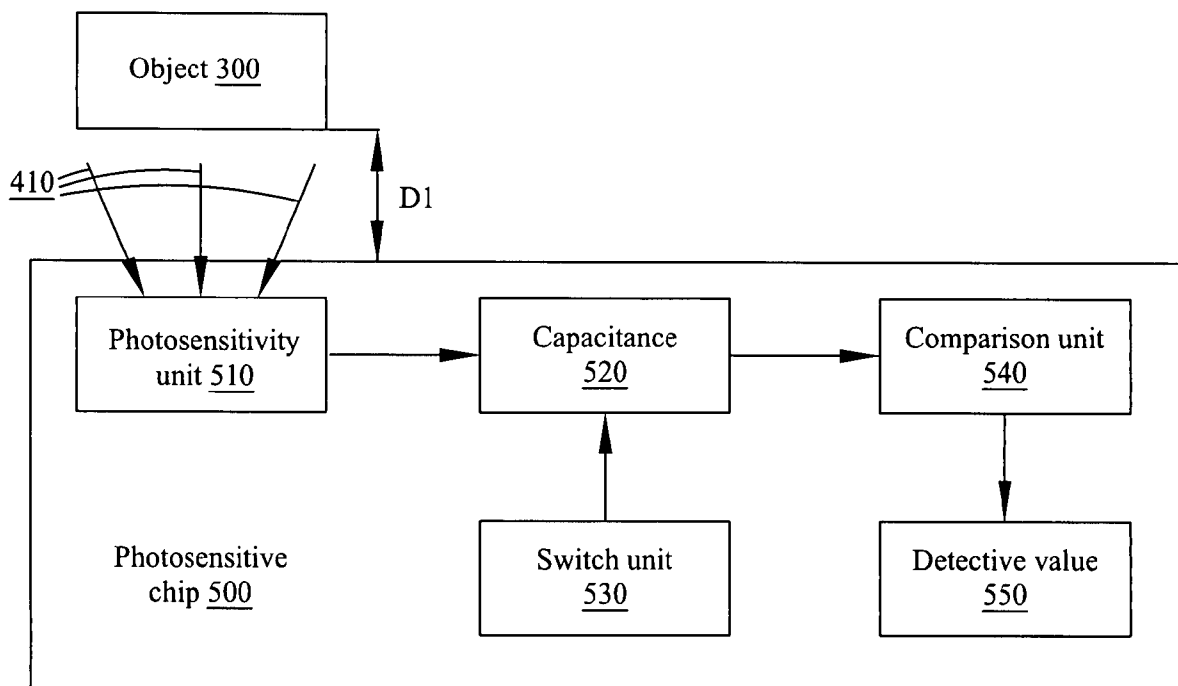 Object 300
410
D1
Photosensitivity
unit 510
Capacitance
520
Comparison unit
540
Photosensitive
chip 500
Switch unit
530
Detective value
550